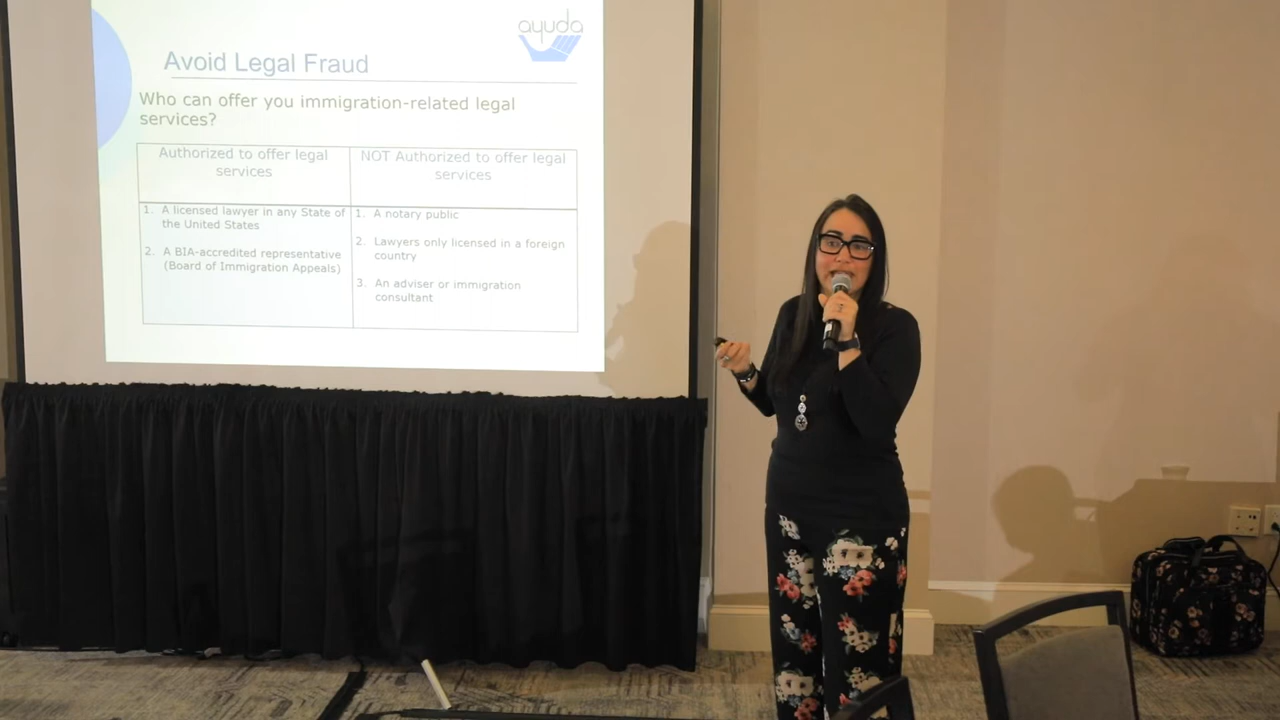 ayuda
Avoid Legal Fraud
Who can offer you immigration-related legal
services?
Authorized to offer legal
services
NOT Authorized to offer legal
services
1. A licensed lawyer in any State of
the United States
2. A BIA-accredited representative
(Board of Immigration Appeals)
1. A notary public
2. Lawyers only licensed in a foreign
country
3. An adviser or immigration
consultant